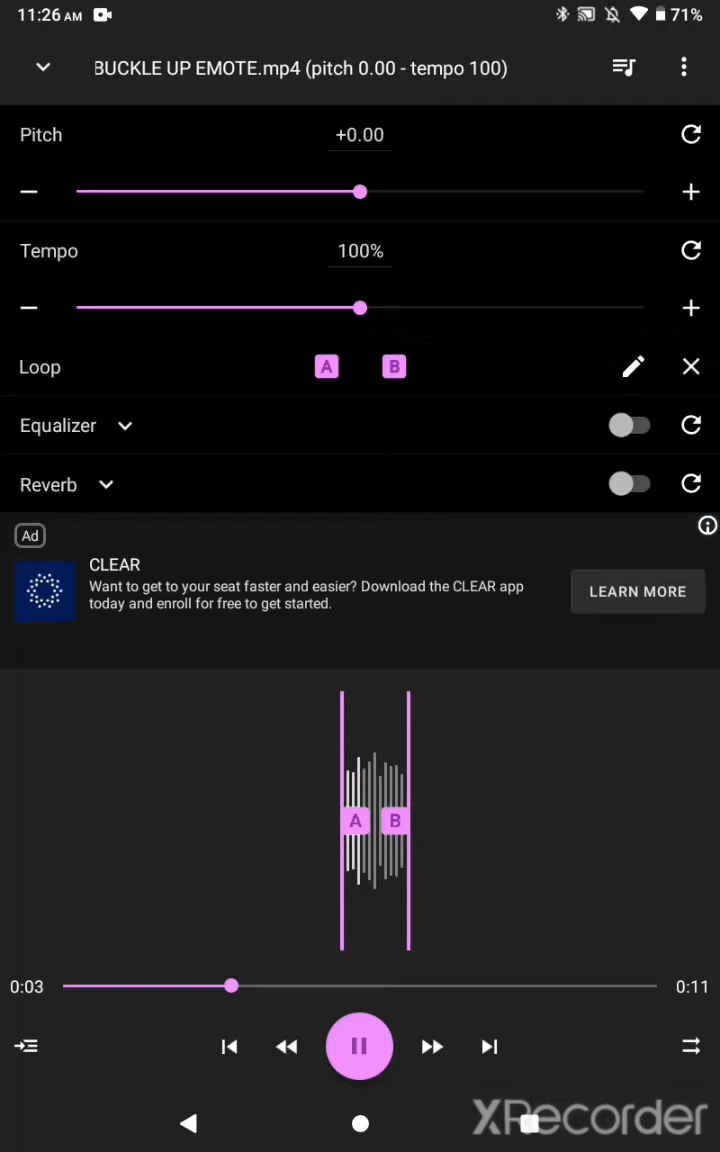 11:26 AM
71%
BUCKLE UP EMOTE.mp4 (pitch 0.00 - tempo 100)
Pitch
+0.00
Tempo
100%
Loop
A
B
Equalizer
Reverb
Ad
CLEAR
Want to get to your seat faster and easier? Download the CLEAR app
today and enroll for free to get started.
LEARN MORE
A
B
0:03
0:11
XRecorder